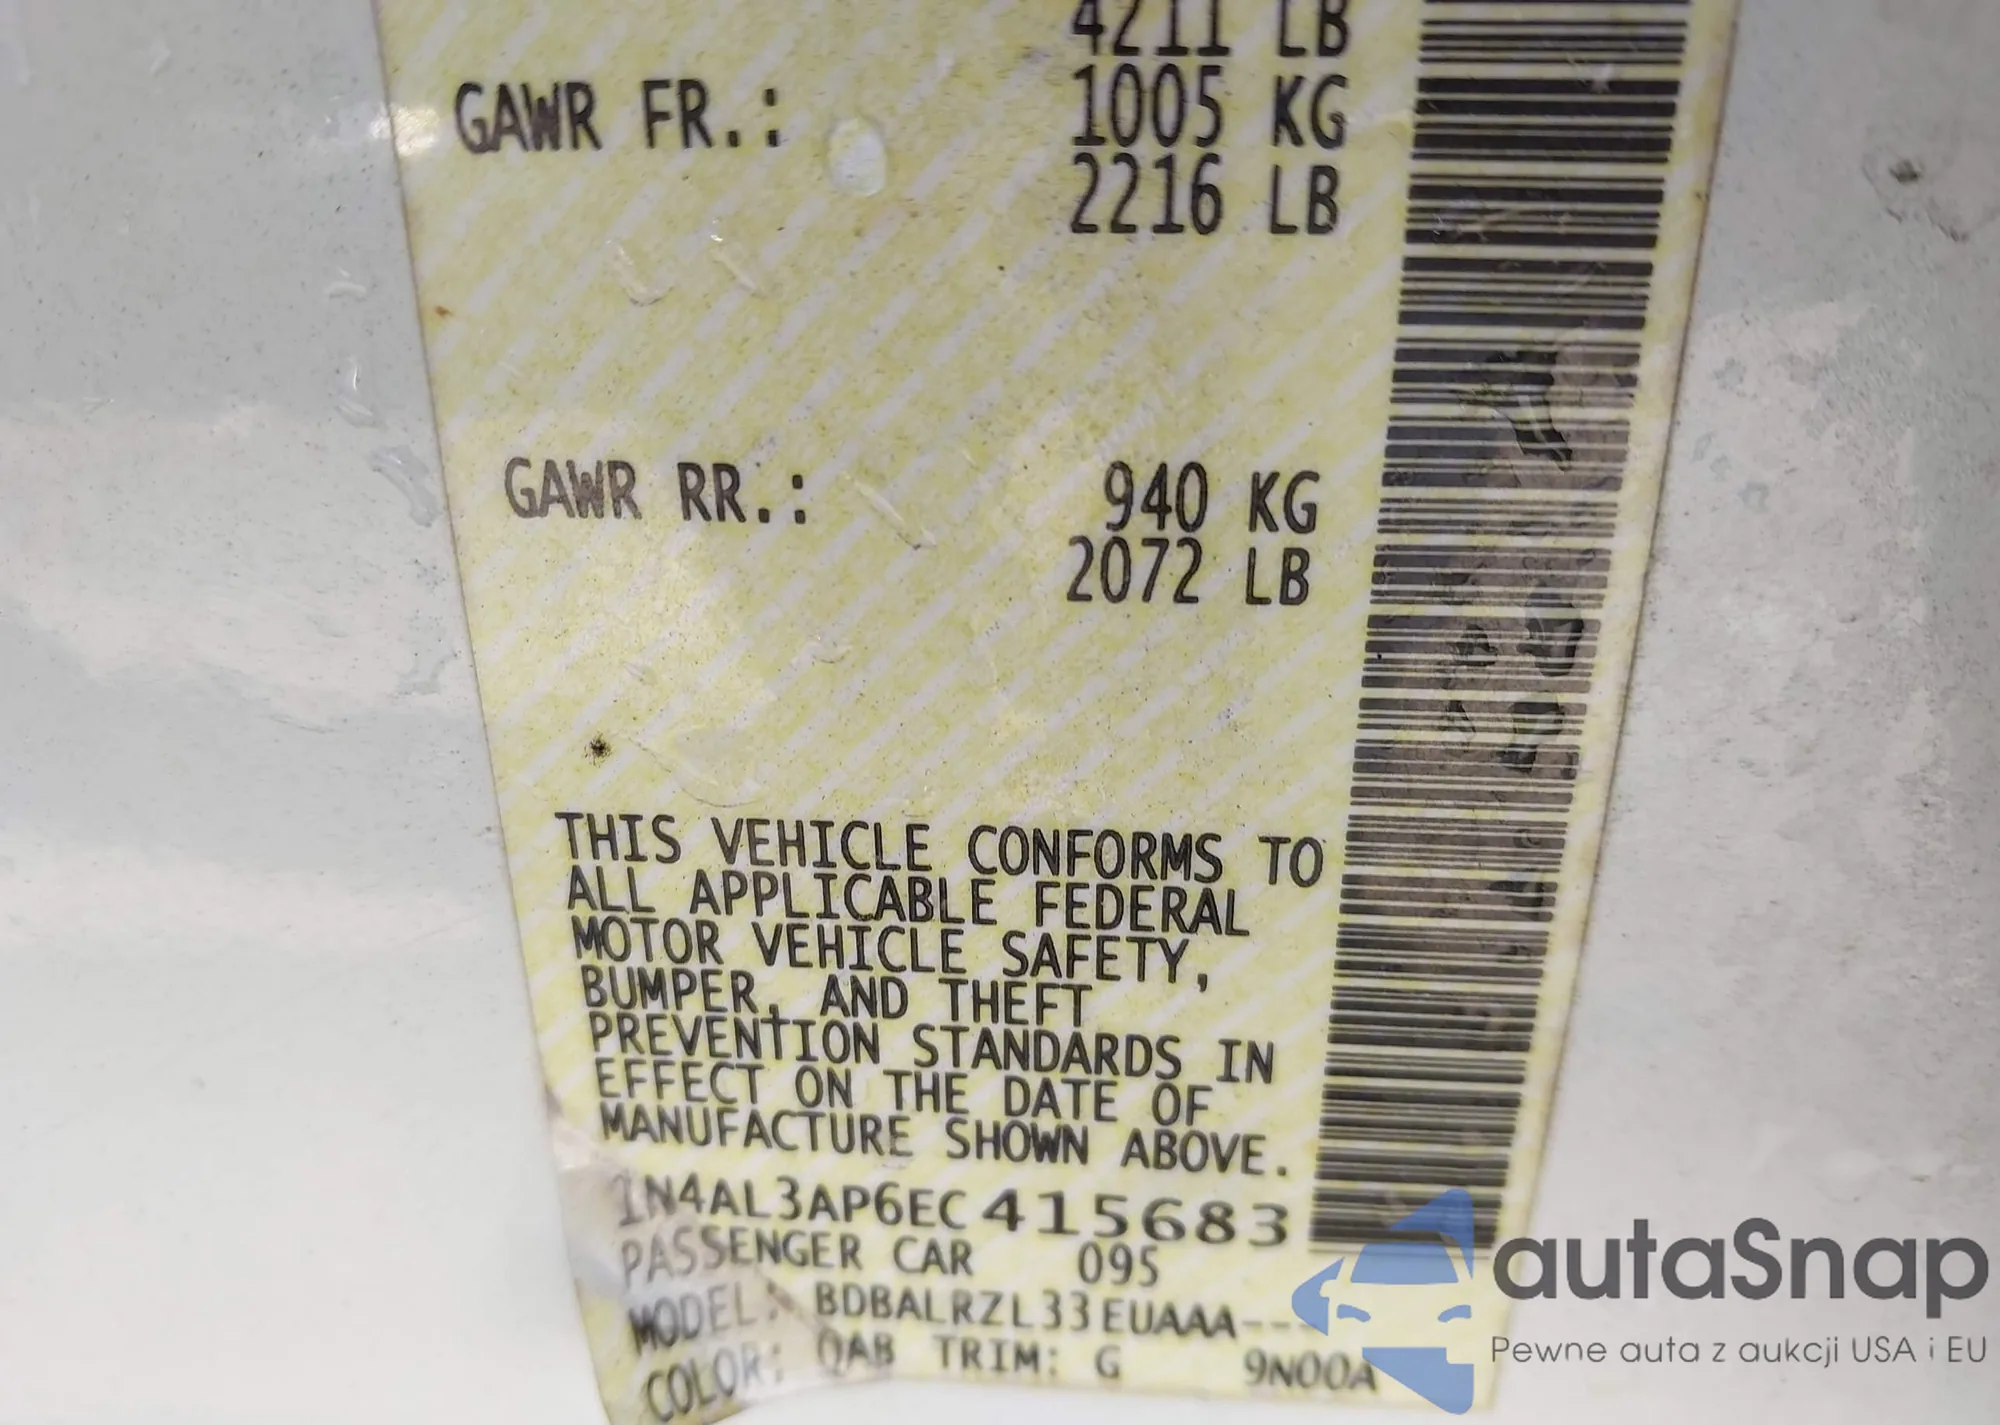 4211 LB
GAWR FR.: 1005 KG
2216 LB
GAWR RR.: 940 KG
2072 LB
THIS VEHICLE CONFORMS TO
ALL APPLICABLE FEDERAL
MOTOR VEHICLE SAFETY,
BUMPER, AND THEFT
PREVENTION STANDARDS IN
EFFECT ON THE DATE OF
MANUFACTURE SHOWN ABOVE.
1N4AL3AP6EC415683
PASSENGER CAR 095
MODEL: BDBALRZL33EUAAA---
COLOR: QAB TRIM: G 9N00A
autaSnap
Pewne auta z aukcji USA i EU